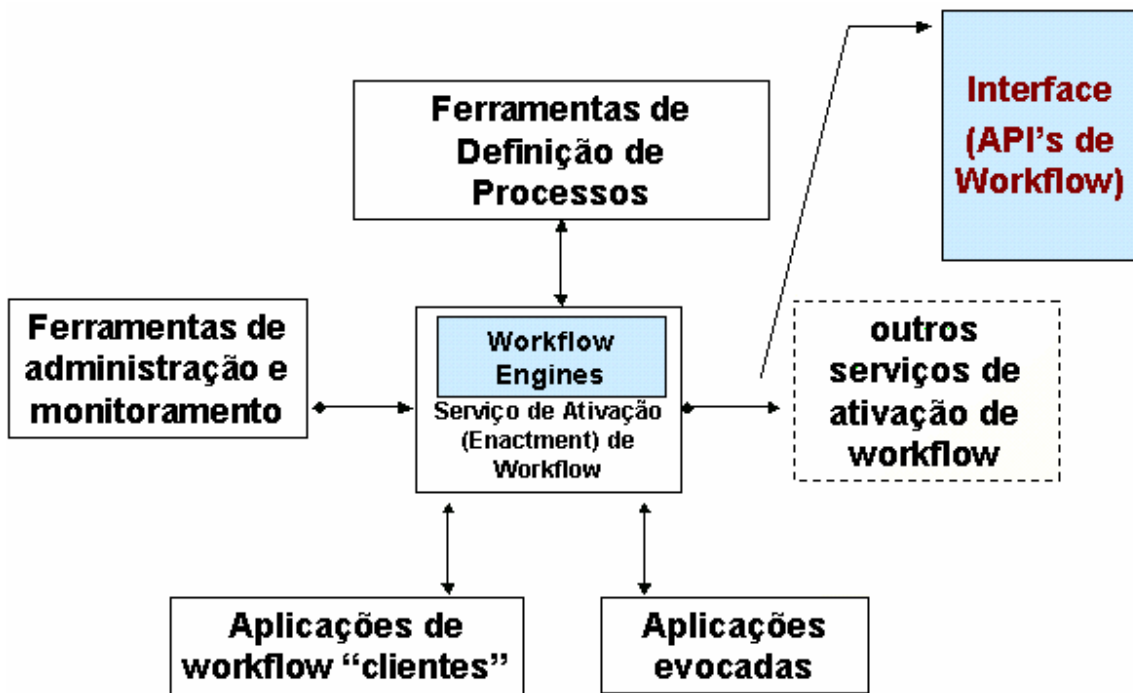 Ferramentas de
Definição de
Processos
Interface
(API's de
Workflow)
Ferramentas de
administração e
monitoramento
Workflow
Engines
Serviço de Ativação
(Enactment) de
Workflow
outros
serviços de
ativação de
workflow
Aplicações de
workflow “clientes”
Aplicações
evocadas